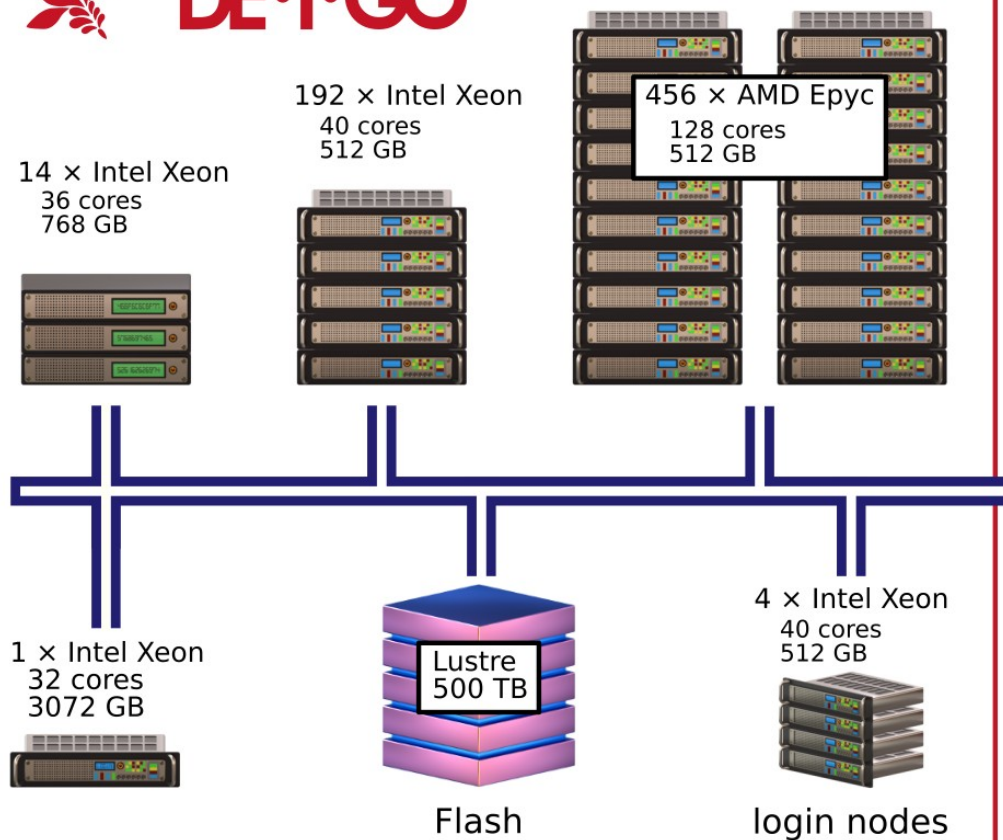 192 × Intel Xeon
40 cores
512 GB
456 × AMD Epyc
128 cores
512 GB
14 × Intel Xeon
36 cores
768 GB
1 × Intel Xeon
32 cores
3072 GB
Lustre
500 TB
Flash
4 × Intel Xeon
40 cores
512 GB
login nodes